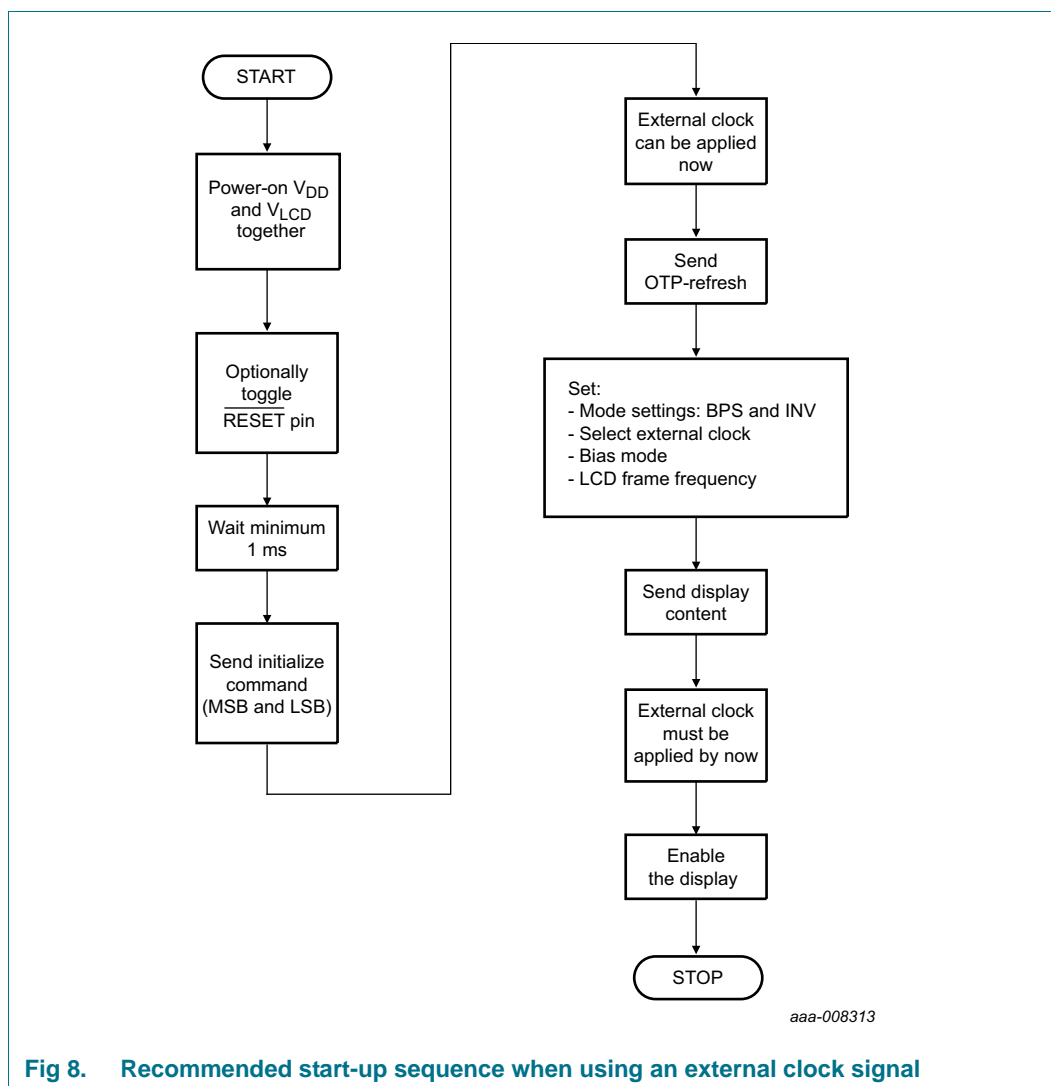 START
Power-on VDD
and VLCD
together
Optionally
toggle
RESET pin
Wait minimum
1 ms
Send initialize
command
(MSB and LSB)
External clock
can be applied
now
Send
OTP-refresh
Set:
- Mode settings: BPS and INV
- Select external clock
- Bias mode
- LCD frame frequency
Send display
content
External clock
must be
applied by now
Enable
the display
STOP
aaa-008313
Fig 8. Recommended start-up sequence when using an external clock signal